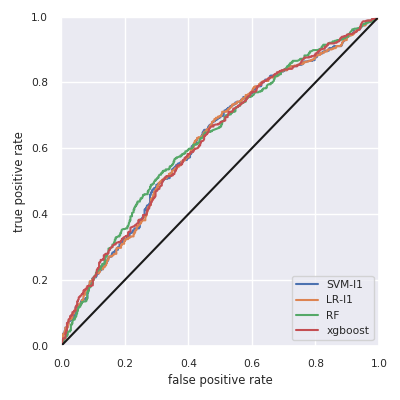 1.0
0.8
0.6
0.4
0.2
0.0
true positive rate
0.0 0.2 0.4 0.6 0.8 1.0
false positive rate
SVM-l1
LR-l1
RF
xgboost